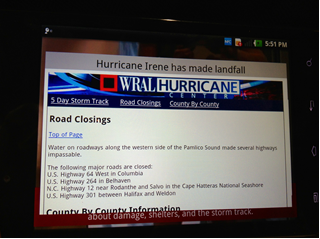 5:51 PM
Hurricane Irene has made landfall
WRAL HURRICANE
CENTER
5 Day Storm Track Road Closings County By County
Road Closings
Top of Page
Water on roadways along the western side of the Pamlico Sound made several highways
impassable.
The following major roads are closed:
U.S. Highway 64 West in Columbia
U.S. Highway 264 in Belhaven
N.C. Highway 12 near Rodanthe and Salvo in the Cape Hatteras National Seashore
U.S. Highway 301 between Halifax and Weldon
County By County Information
about damage, shelters, and the storm track.